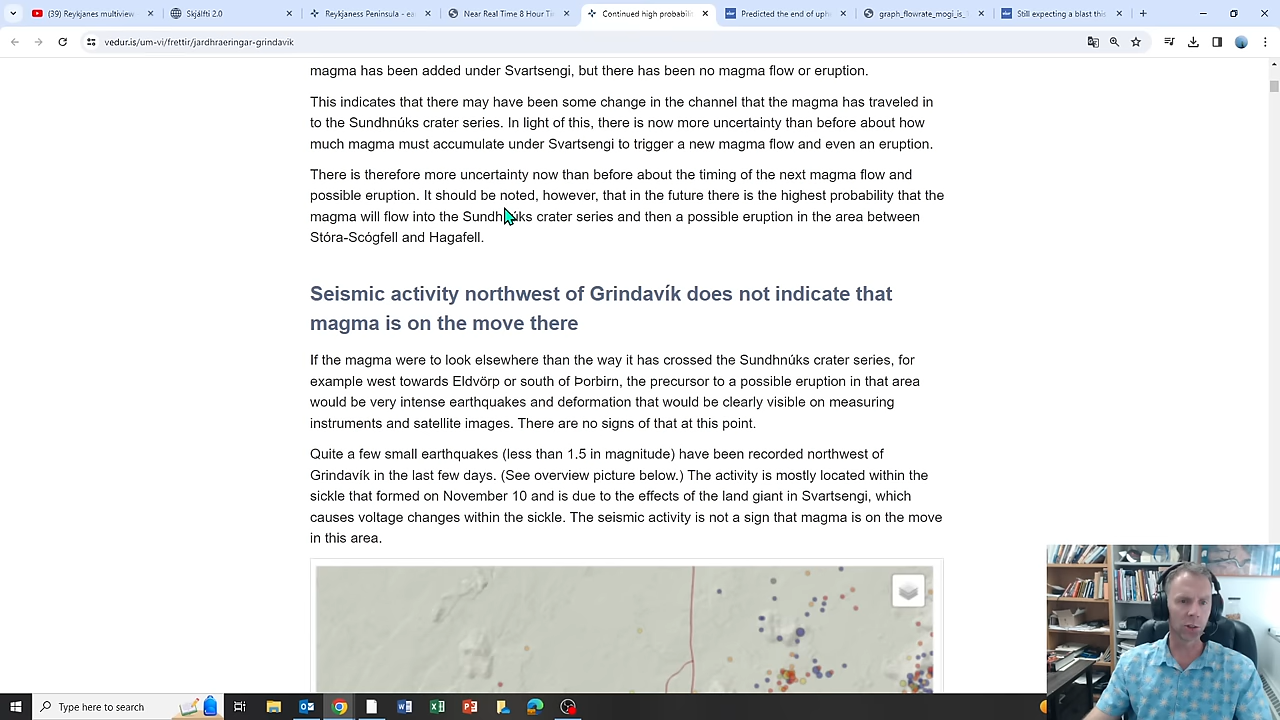 (39) Reykjanes multiview
Skjálfti 2.0
Reykjaness Peninsula - ea
Near Real Time 8 Hour Ti
Continued high probabili
Predicted the end of uph
graph_flowrate_mogi_is_
Still expecting a blast this
vedur.is/um-vi/frettir/jardhraeringar-grindavik
magma has been added under Svartsengi, but there has been no magma flow or eruption.
This indicates that there may have been some change in the channel that the magma has traveled in
to the Sundhnúks crater series. In light of this, there is now more uncertainty than before about how
much magma must accumulate under Svartsengi to trigger a new magma flow and even an eruption.
There is therefore more uncertainty now than before about the timing of the next magma flow and
possible eruption. It should be noted, however, that in the future there is the highest probability that the
magma will flow into the Sundhnúks crater series and then a possible eruption in the area between
Stóra-Scógfell and Hagafell.
Seismic activity northwest of Grindavík does not indicate that
magma is on the move there
If the magma were to look elsewhere than the way it has crossed the Sundhnúks crater series, for
example west towards Eldvörp or south of Þorbirn, the precursor to a possible eruption in that area
would be very intense earthquakes and deformation that would be clearly visible on measuring
instruments and satellite images. There are no signs of that at this point.
Quite a few small earthquakes (less than 1.5 in magnitude) have been recorded northwest of
Grindavík in the last few days. (See overview picture below.) The activity is mostly located within the
sickle that formed on November 10 and is due to the effects of the land giant in Svartsengi, which
causes voltage changes within the sickle. The seismic activity is not a sign that magma is on the move
in this area.
Type here to search